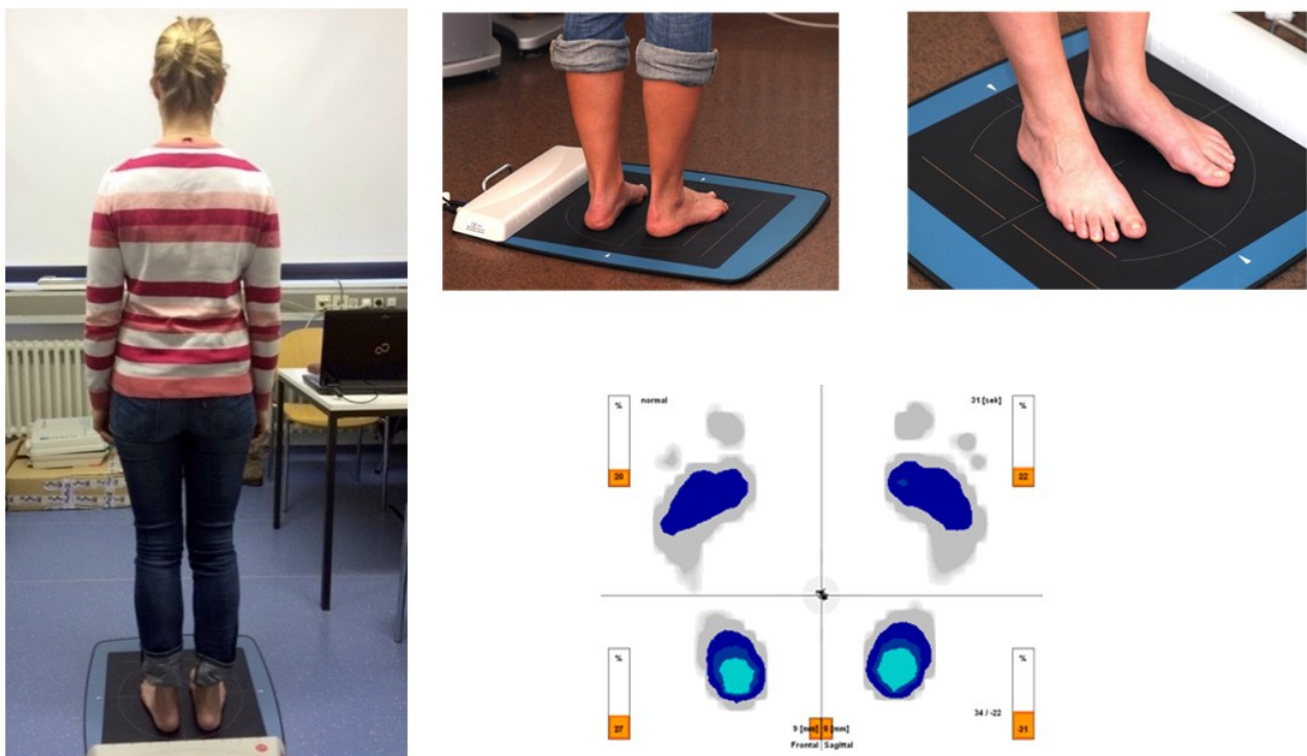 %
normal
31 [sek]
%
20
22
%
%
34 / -22
27
9 [mm]
9 [mm]
31
Frontal
Sagittal